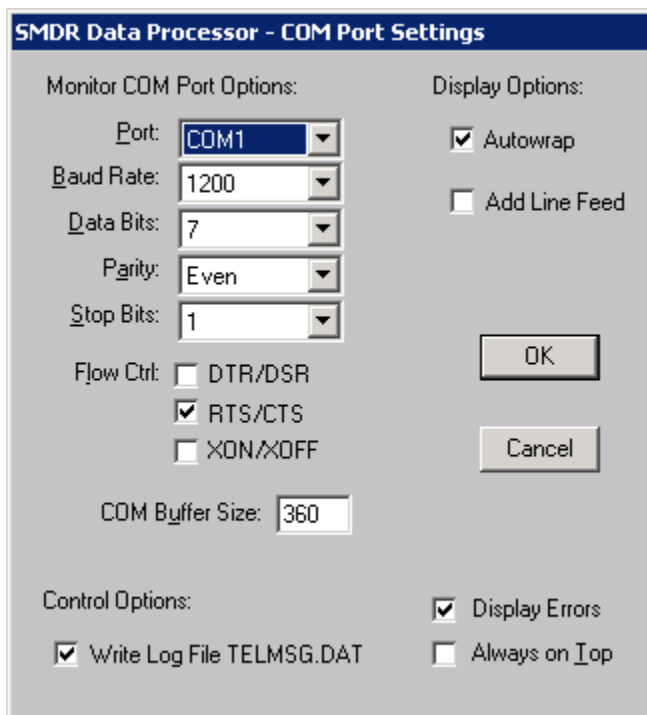 SMDR Data Processor - COM Port Settings
Monitor COM Port Options:
Display Options:
Port: COM1
Autowrap
Baud Rate: 1200
Add Line Feed
Data Bits: 7
Parity: Even
Stop Bits: 1
OK
Flow Ctrl: DTR/DSR
RTS/CTS
XON/XOFF
Cancel
COM Buffer Size: 360
Control Options:
Display Errors
Write Log File TELMSG.DAT
Always on Top